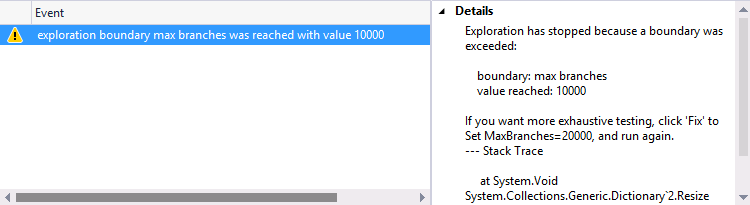 Event
exploration boundary max branches was reached with value 10000
Details
Exploration has stopped because a boundary was
exceeded:
boundary: max branches
value reached: 10000
If you want more exhaustive testing, click 'Fix' to
Set MaxBranches=20000, and run again.
--- Stack Trace
at System.Void
System.Collections.Generic.Dictionary`2.Resize